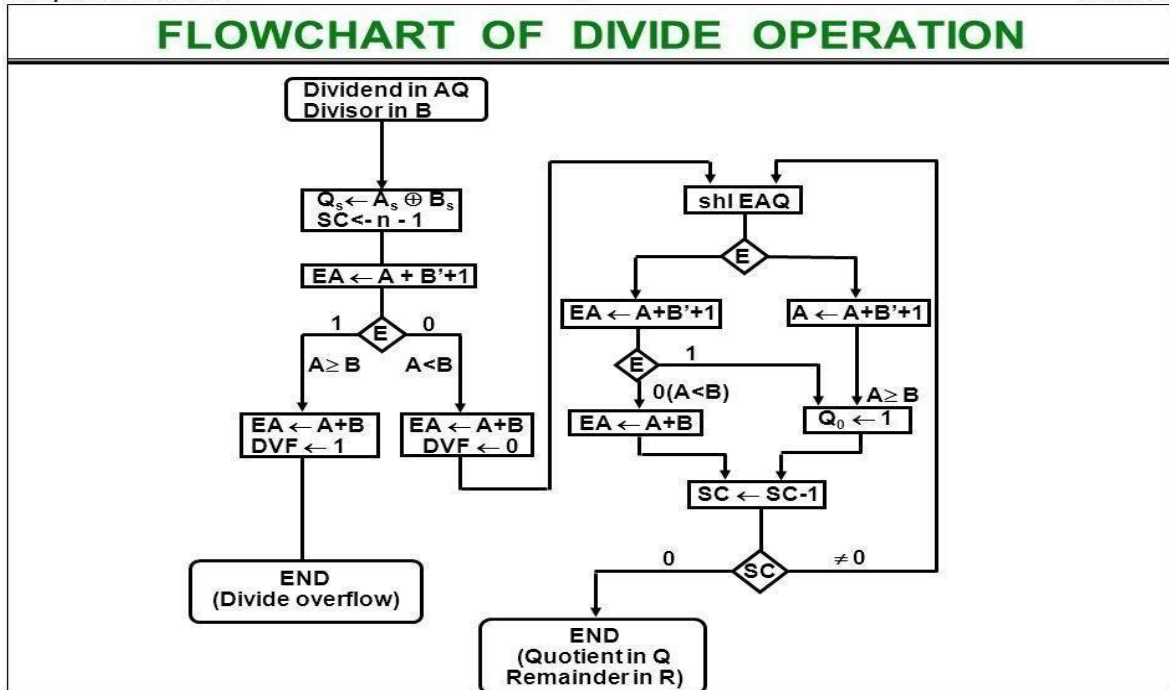 FLOWCHART OF DIVIDE OPERATION
Dividend in AQ
Divisor in B
Qₛ ← Aₛ ⊕ Bₛ
SC<- n - 1
EA ← A + B’+1
E
1
0
A ≥ B
A<B
EA ← A+B
DVF ← 1
EA ← A+B
DVF ← 0
END
(Divide overflow)
shl EAQ
E
EA ← A+B’+1
A ← A+B’+1
E
1
0(A<B)
A ≥ B
EA ← A+B
Q₀ ← 1
SC ← SC-1
SC
0
≠ 0
END
(Quotient in Q
Remainder in R)